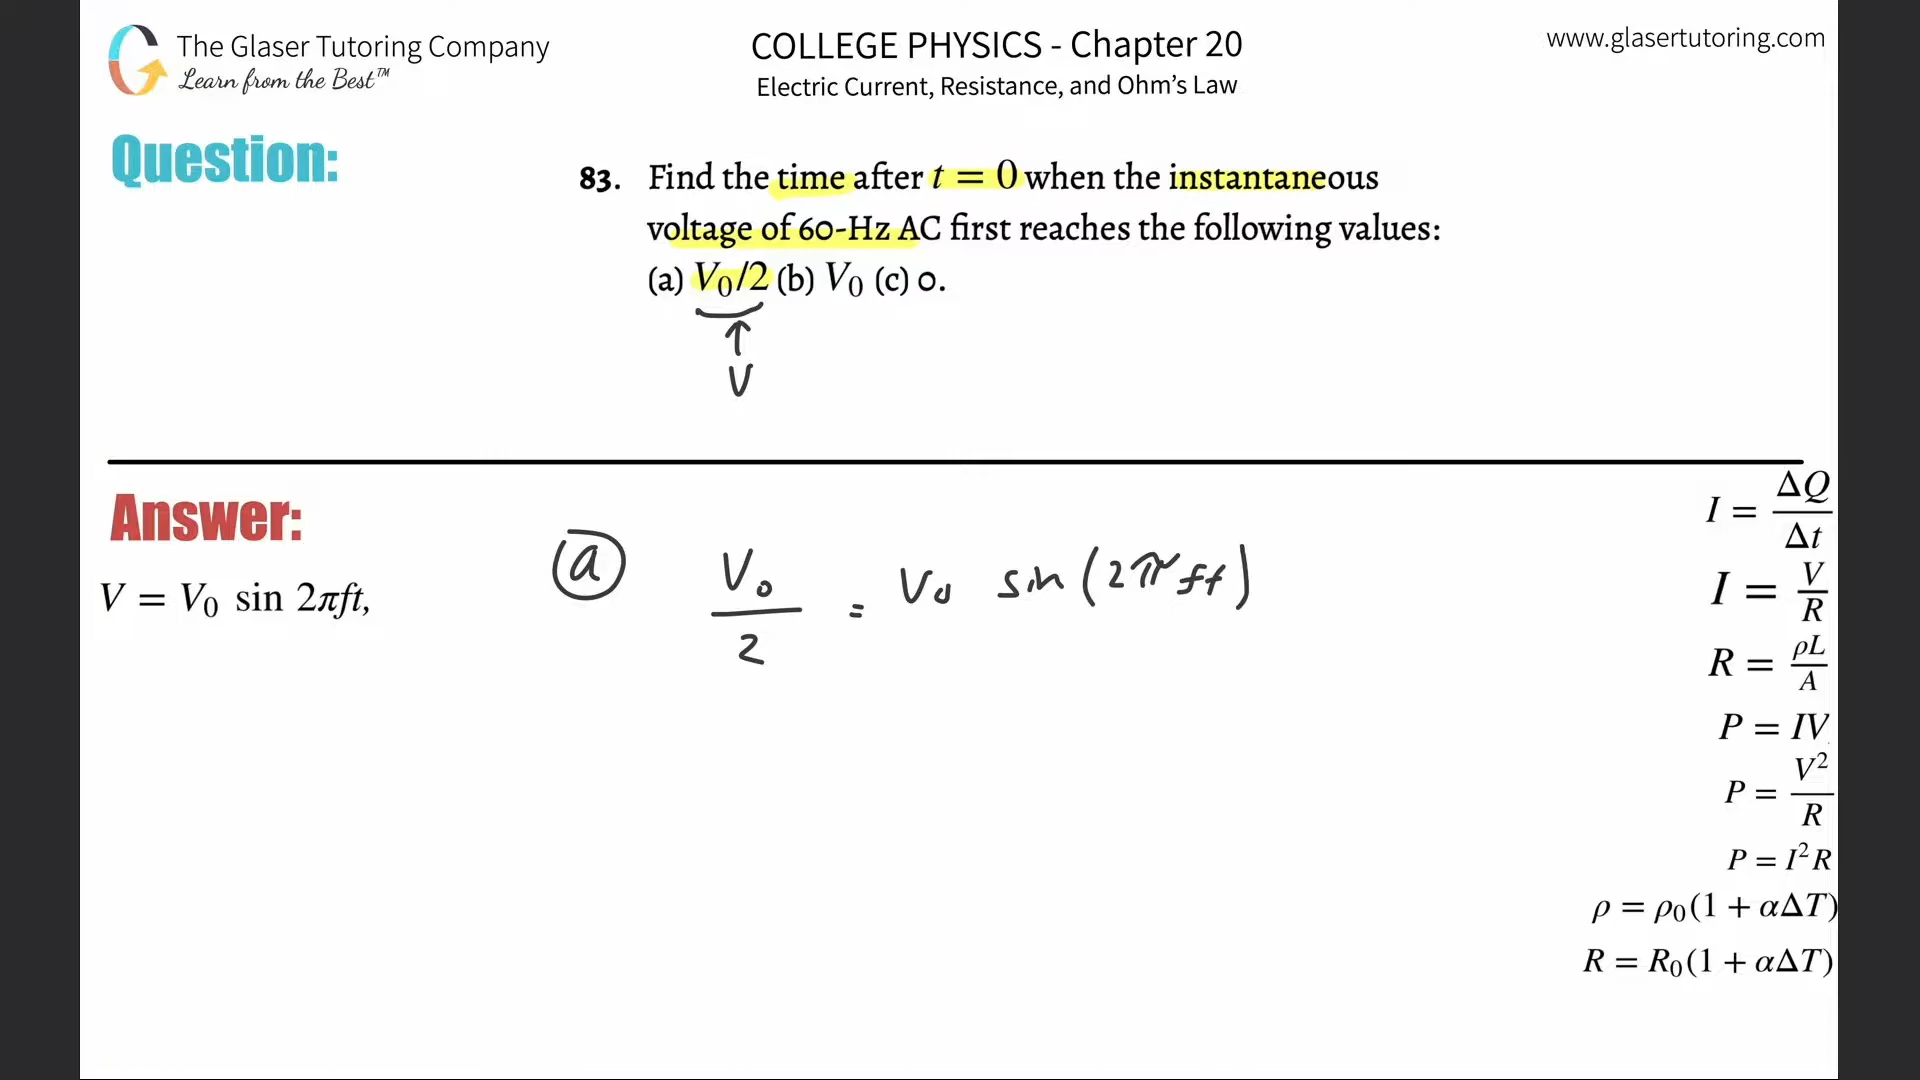 The Glaser Tutoring Company
Learn from the Best™
COLLEGE PHYSICS - Chapter 20
Electric Current, Resistance, and Ohm's Law
www.glasertutoring.com
Question:
83. Find the time after t = 0 when the instantaneous
voltage of 60-Hz AC first reaches the following values:
(a) V₀/2 (b) V₀ (c) 0.
↑
V
Answer:
V = V₀ sin 2πft,
(a) V₀/2 = V₀ sin (2πft)
I = ΔQ/Δt
I = V/R
R = ρL/A
P = IV
P = V²/R
P = I²R
ρ = ρ₀(1 + αΔT)
R = R₀(1 + αΔT)